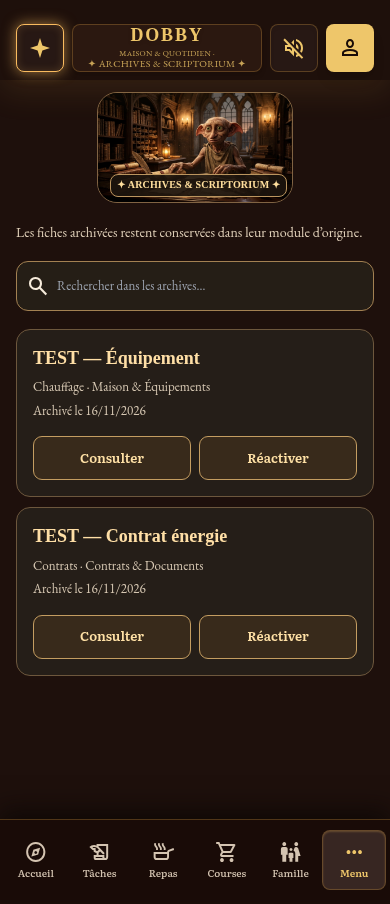 DOBBY
MAISON & QUOTIDIEN ·
✦ ARCHIVES & SCRIPTORIUM ✦
✦ ARCHIVES & SCRIPTORIUM ✦
Les fiches archivées restent conservées dans leur module d’origine.
Rechercher dans les archives…
TEST — Équipement
Chauffage · Maison & Équipements
Archivé le 16/11/2026
Consulter Réactiver
TEST — Contrat énergie
Contrats · Contrats & Documents
Archivé le 16/11/2026
Consulter Réactiver
Accueil Tâches Repas Courses Famille Menu